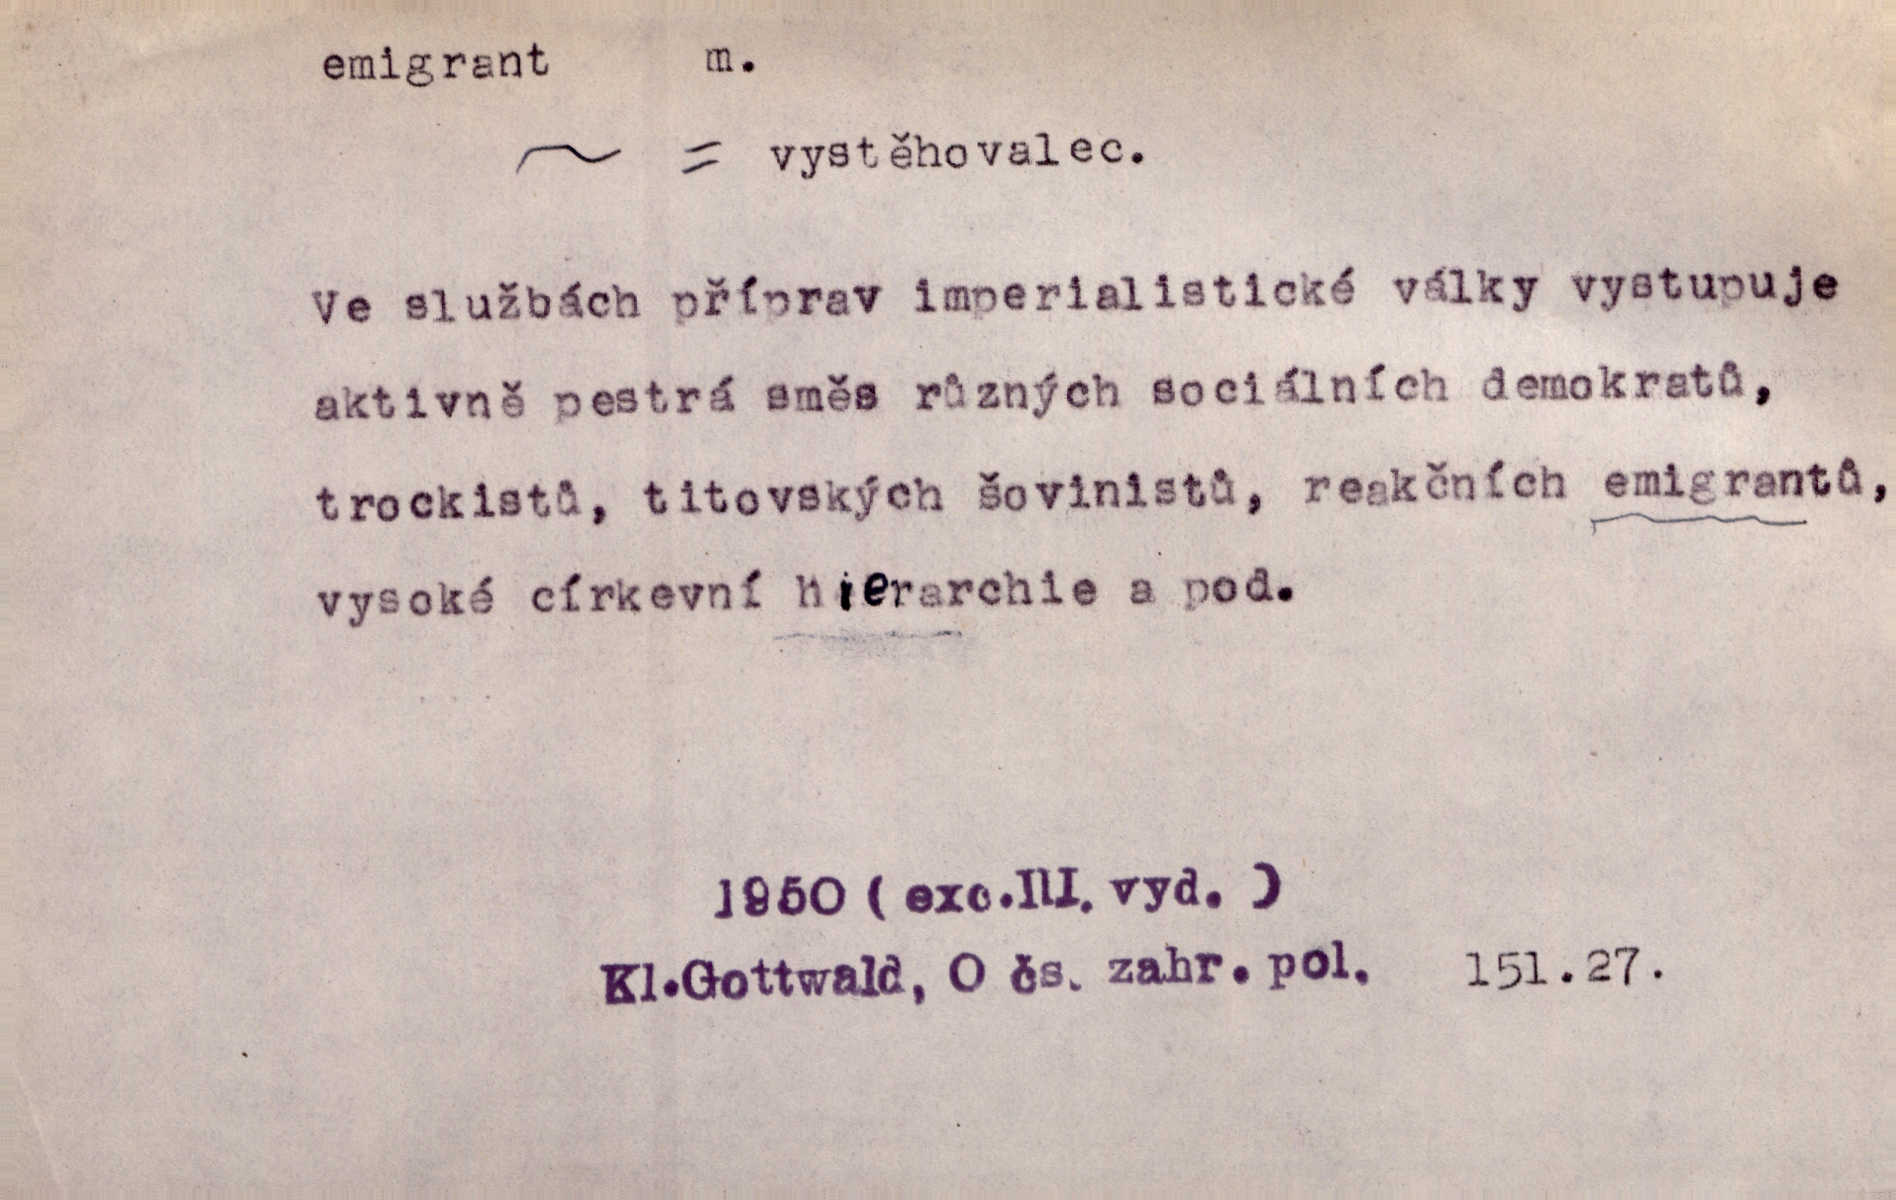 emigrant m.
~ = vystěhovalec.
Ve službách příprav imperialistické války vystupuje
aktivně pestrá směs různých sociálních demokratů,
trockistů, titovských šovinistů, reakčních emigrantů,
vysoké církevní hierarchie a pod.
1950 ( exc.III. vyd. )
Kl.Gottwald, O čs. zahr. pol. 151.27.